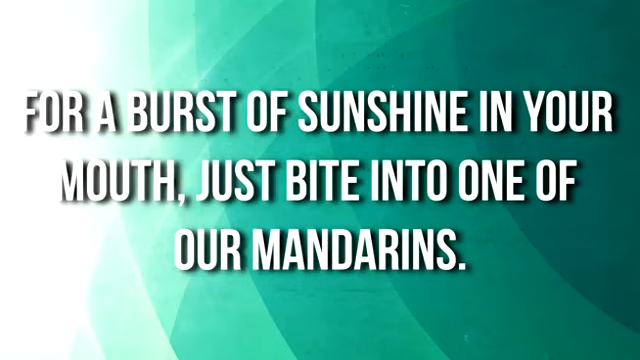 FOR A BURST OF SUNSHINE IN YOUR
MOUTH, JUST BITE INTO ONE OF
OUR MANDARINS.